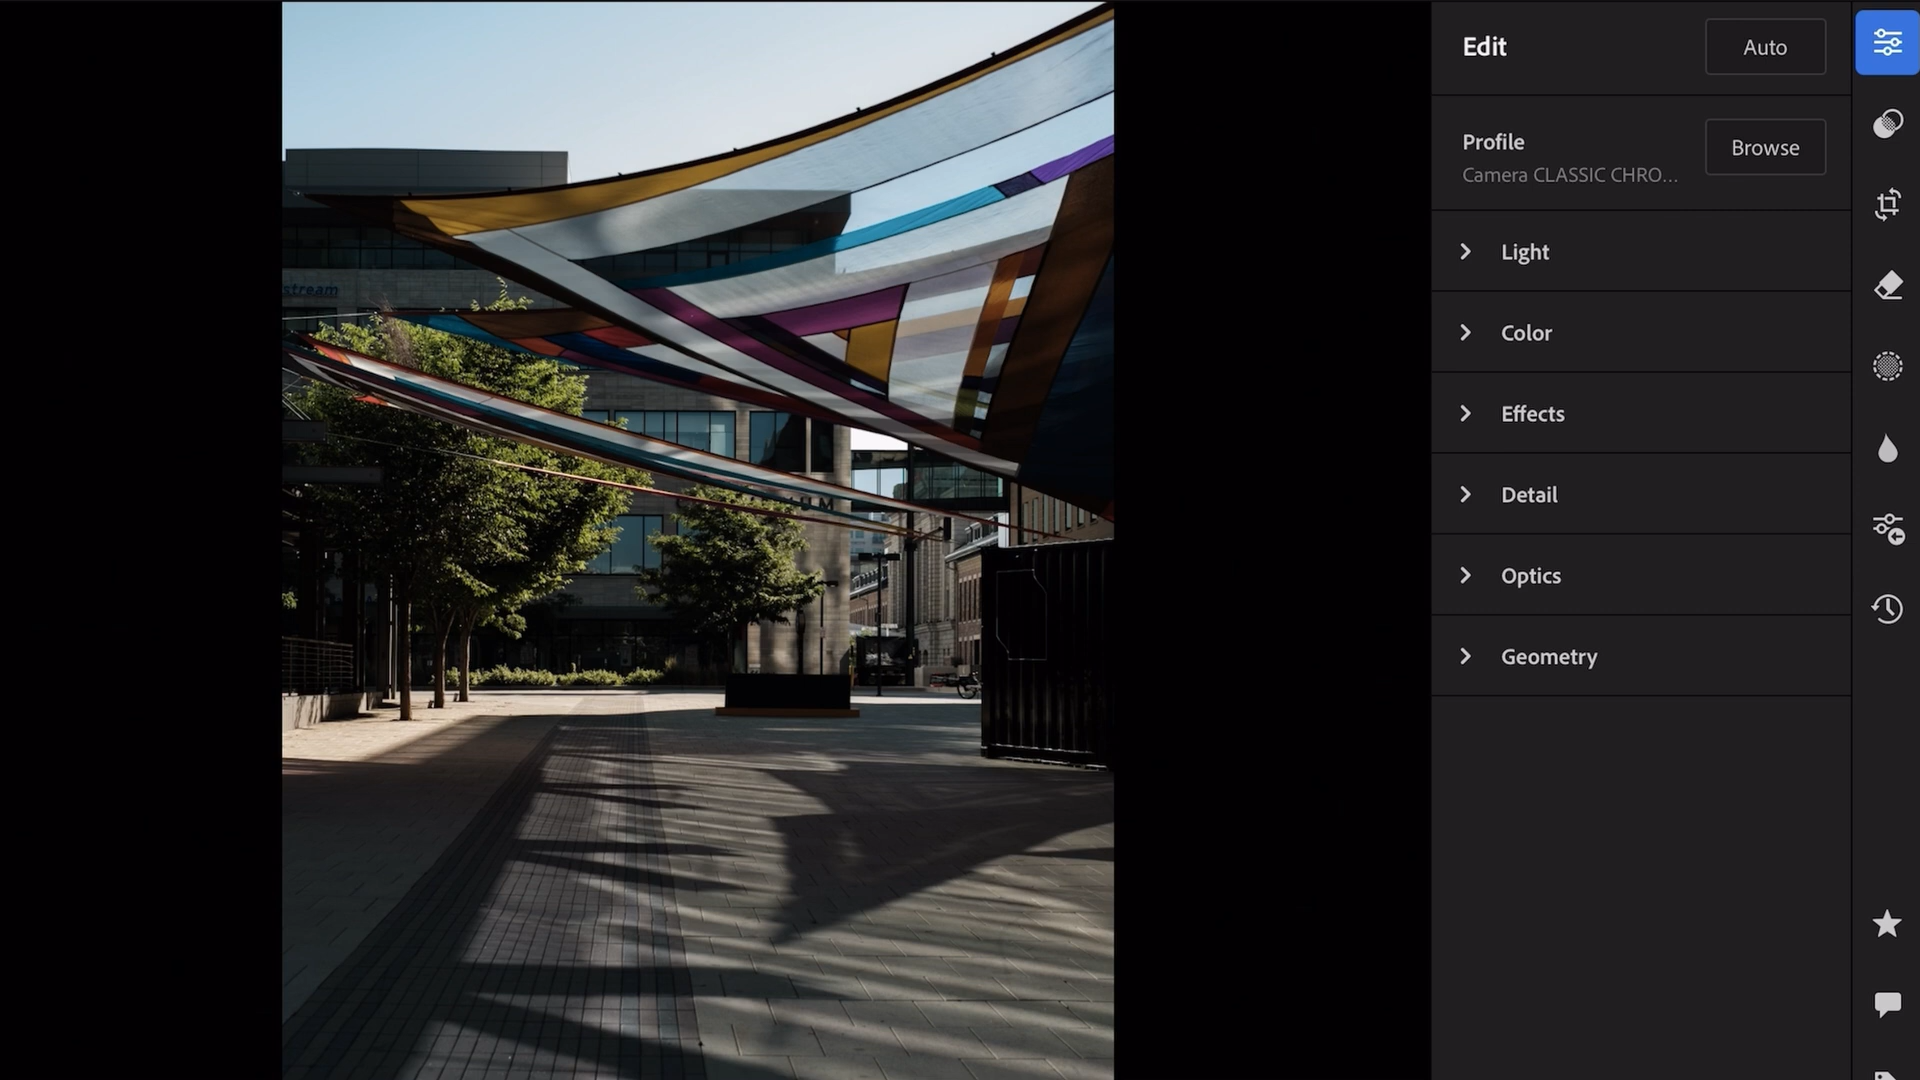 Edit
Auto
Profile
Camera CLASSIC CHRO...
Browse
Light
Color
Effects
Detail
Optics
Geometry
stream